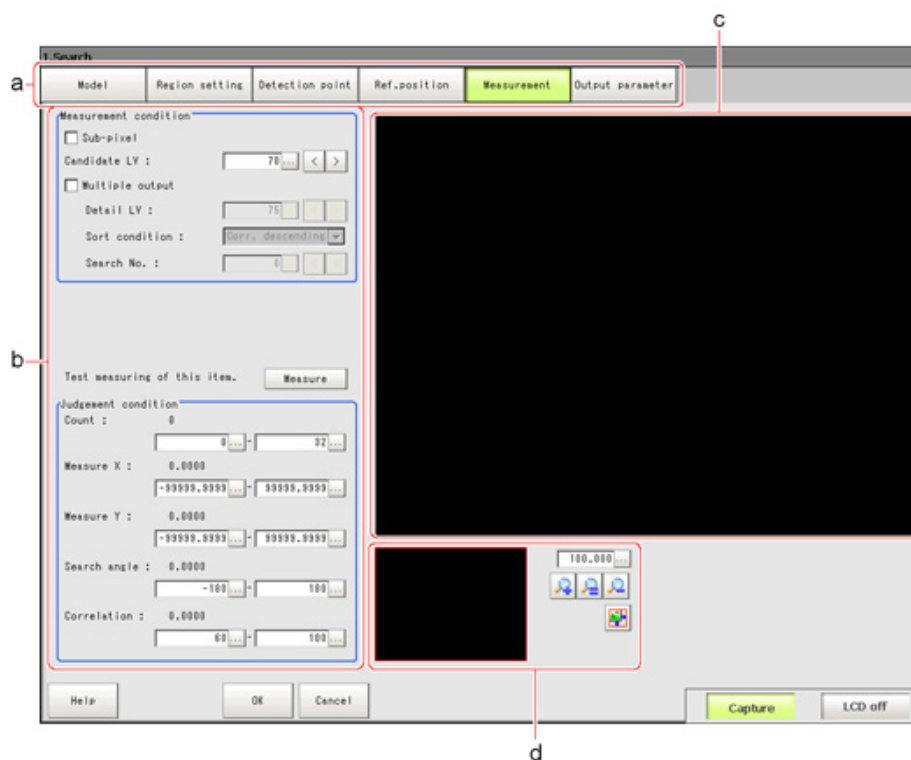 c
1.Search
a
Model
Region setting
Detection point
Ref.position
Measurement
Output parameter
Measurement condition
Sub-pixel
Candidate LV :
70
...
<
>
Multiple output
Detail LV :
75
Sort condition :
Corr. descending
Search No. :
0
b
Test measuring of this item.
Measure
Judgement condition
Count :
0
0 ... - 32 ...
Measure X :
0.0000
-99999.9999 ... - 99999.9999 ...
Measure Y :
0.0000
-99999.9999 ... - 99999.9999 ...
Search angle :
0.0000
-180 ... - 180 ...
Correlation :
0.0000
60 ... - 100 ...
100.000 ...
Help
OK
Cancel
Capture
LCD off
d